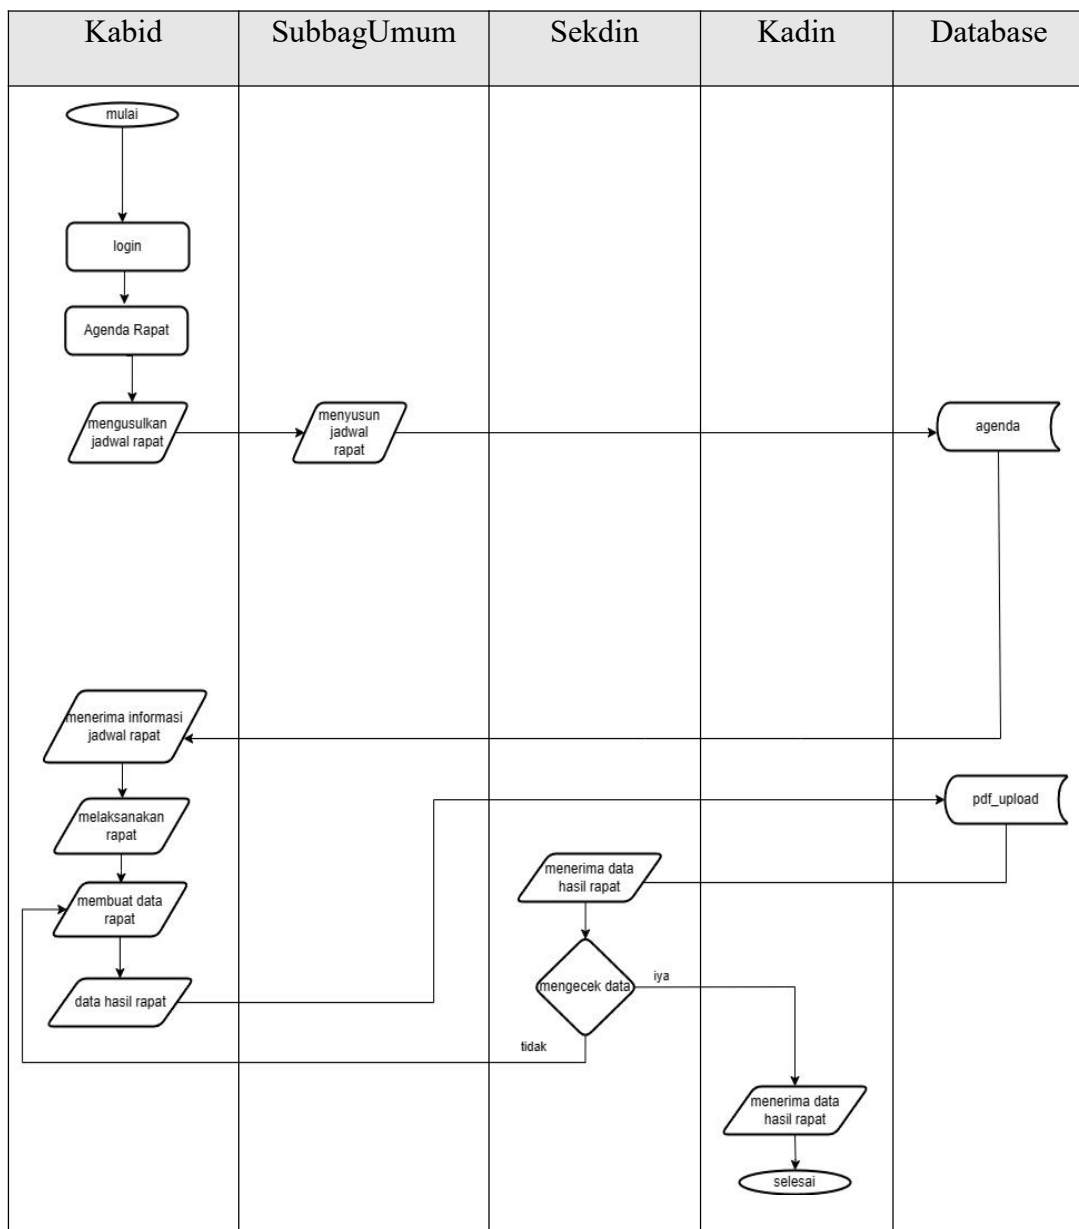 Kabid
SubbagUmum
Sekdin
Kadin
Database
mulai
login
Agenda Rapat
mengusulkan
jadwal rapat
menyusun
jadwal
rapat
agenda
menerima informasi
jadwal rapat
melaksanakan
rapat
pdf_upload
membuat data
rapat
menerima data
hasil rapat
data hasil rapat
mengecek data
iya
tidak
menerima data
hasil rapat
selesai